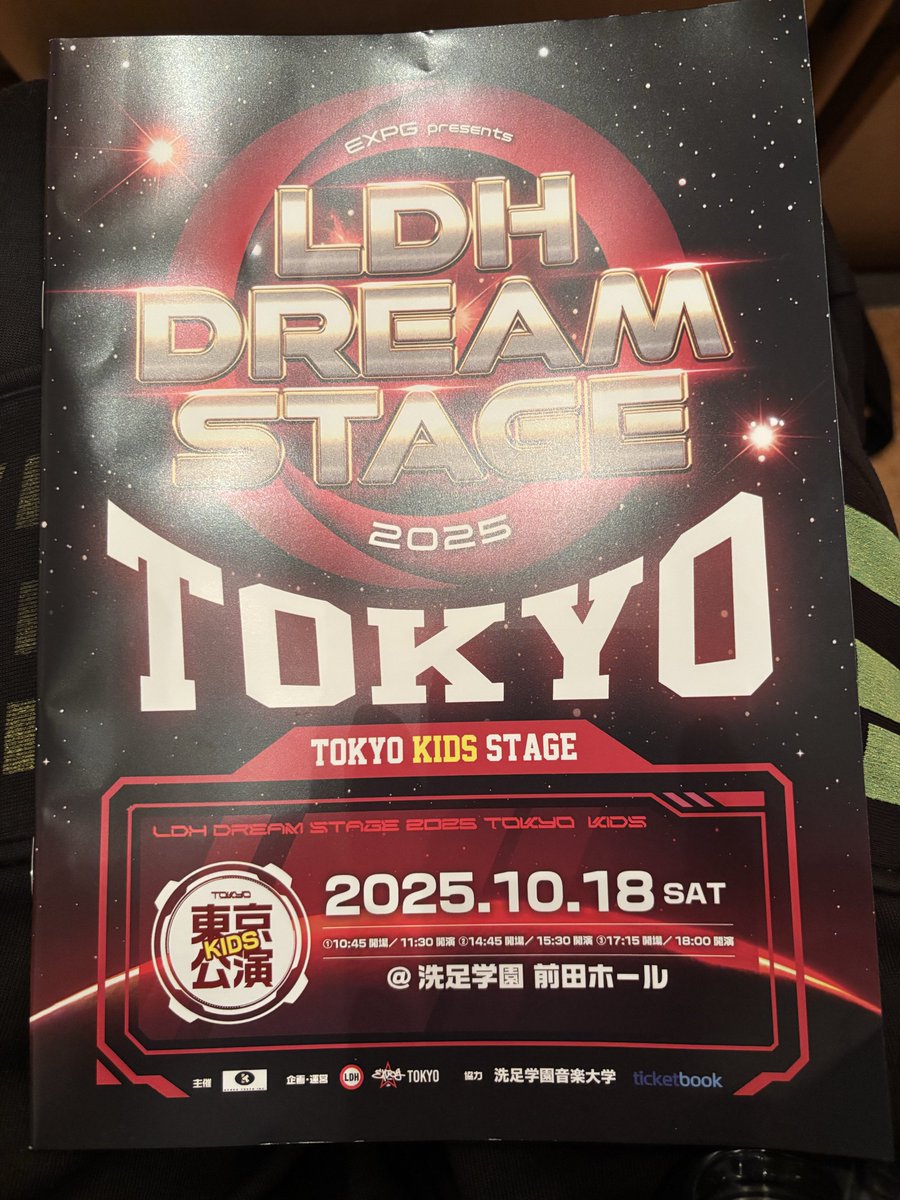 EXPG presents
LDH
DREAM
STAGE
2025
TOKYO
TOKYO KIDS STAGE
LDH DREAM STAGE 2025 TOKYO KIDS
TOKYO
東京
KIDS
公演
2025.10.18 SAT
①10:45 開場／11:30 開演 ②14:45 開場／15:30 開演 ③17:15 開場／18:00 開演
@ 洗足学園 前田ホール
主催 企画・運営 LDH EXPG TOKYO 協力 洗足学園音楽大学 ticketbook